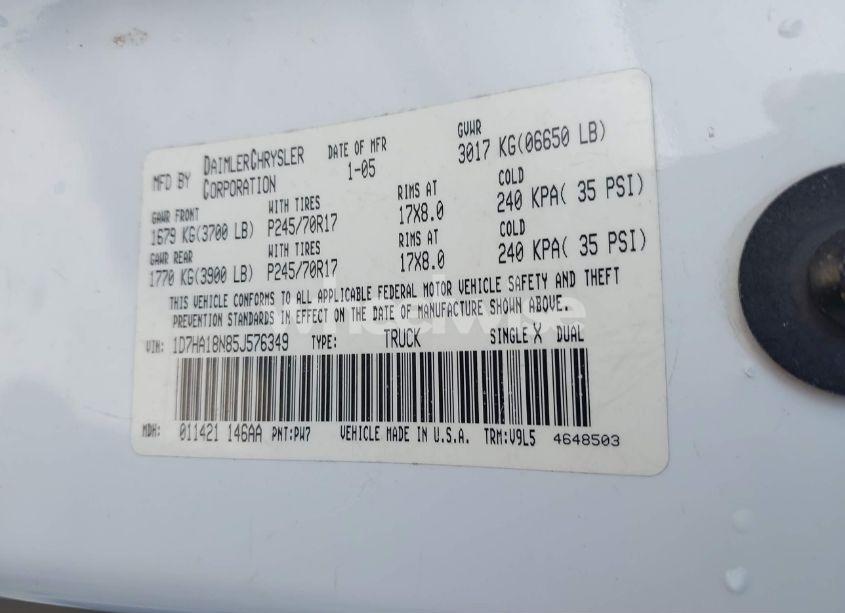 MFD BY DAIMLERCHRYSLER CORPORATION DATE OF MFR 1-05 GVWR 3017 KG(06650 LB)
GAWR FRONT WITH TIRES RIMS AT COLD
1679 KG(3700 LB) P245/70R17 17X8.0 240 KPA( 35 PSI)
GAWR REAR WITH TIRES RIMS AT COLD
1770 KG(3900 LB) P245/70R17 17X8.0 240 KPA( 35 PSI)
THIS VEHICLE CONFORMS TO ALL APPLICABLE FEDERAL MOTOR VEHICLE SAFETY AND THEFT
PREVENTION STANDARDS IN EFFECT ON THE DATE OF MANUFACTURE SHOWN ABOVE.
VIN: 1D7HA18N85J576349 TYPE: TRUCK SINGLE X DUAL
MDH: 011421 146AA PNT:PW7 VEHICLE MADE IN U.S.A. TRM:V9L5 4648503